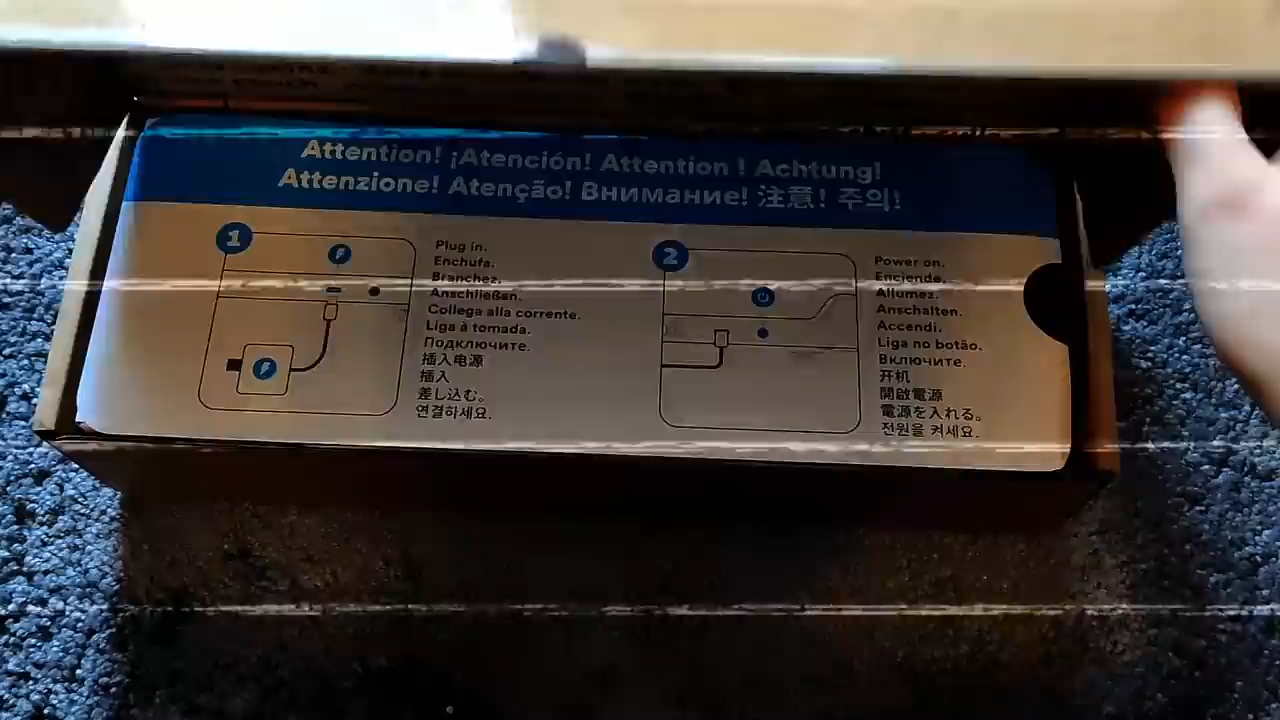 Attention! ¡Atención! Attention ! Achtung!
Attenzione! Atenção! Внимание! 注意! 주의!
1
Plug in.
Enchufa.
Branchez.
Anschließen.
Collega alla corrente.
Liga à tomada.
Подключите.
插入电源
插入
差し込む。
연결하세요.
2
Power on.
Enciende.
Allumez.
Anschalten.
Accendi.
Liga no botão.
Включите.
开机
開啟電源
電源を入れる。
전원을 켜세요.